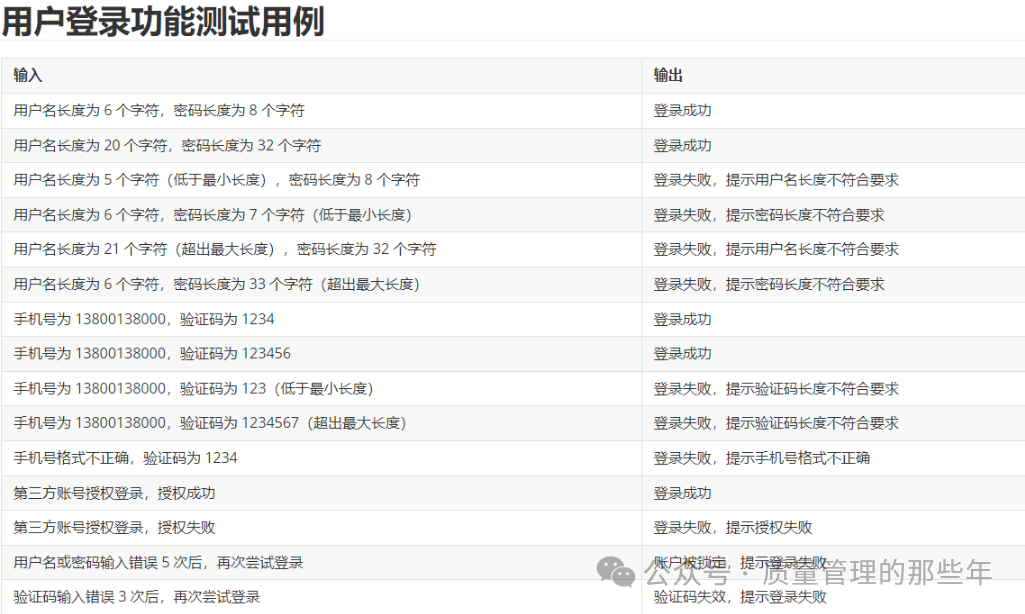 用户登录功能测试用例
输入 输出
用户名长度为 6 个字符，密码长度为 8 个字符 登录成功
用户名长度为 20 个字符，密码长度为 32 个字符 登录成功
用户名长度为 5 个字符（低于最小长度），密码长度为 8 个字符 登录失败，提示用户名长度不符合要求
用户名长度为 6 个字符，密码长度为 7 个字符（低于最小长度） 登录失败，提示密码长度不符合要求
用户名长度为 21 个字符（超出最大长度），密码长度为 32 个字符 登录失败，提示用户名长度不符合要求
用户名长度为 6 个字符，密码长度为 33 个字符（超出最大长度） 登录失败，提示密码长度不符合要求
手机号为 13800138000，验证码为 1234 登录成功
手机号为 13800138000，验证码为 123456 登录成功
手机号为 13800138000，验证码为 123（低于最小长度） 登录失败，提示验证码长度不符合要求
手机号为 13800138000，验证码为 1234567（超出最大长度） 登录失败，提示验证码长度不符合要求
手机号格式不正确，验证码为 1234 登录失败，提示手机号格式不正确
第三方账号授权登录，授权成功 登录成功
第三方账号授权登录，授权失败 登录失败，提示授权失败
用户名或密码输入错误 5 次后，再次尝试登录 账户被锁定，提示登录失败
公众号 · 质量管理的那些年
验证码输入错误 3 次后，再次尝试登录 验证码失效，提示登录失败